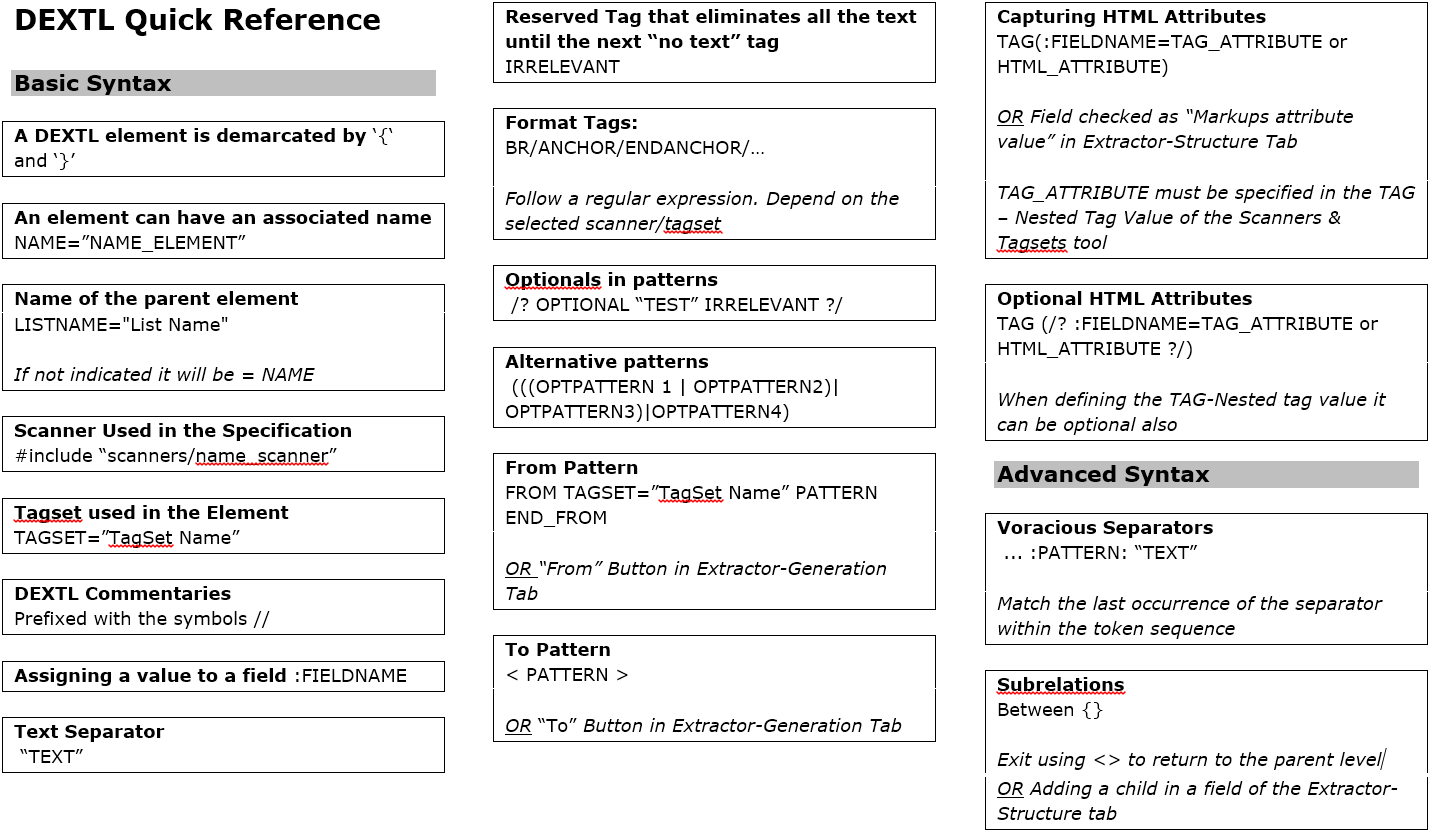 DEXTL Quick Reference
Basic Syntax
A DEXTL element is demarcated by ‘{‘
and ‘}’
An element can have an associated name
NAME=”NAME_ELEMENT”
Name of the parent element
LISTNAME="List Name"
If not indicated it will be = NAME
Scanner Used in the Specification
#include “scanners/name_scanner”
Tagset used in the Element
TAGSET=”TagSet Name”
DEXTL Commentaries
Prefixed with the symbols //
Assigning a value to a field :FIELDNAME
Text Separator
“TEXT”
Reserved Tag that eliminates all the text
until the next “no text” tag
IRRELEVANT
Format Tags:
BR/ANCHOR/ENDANCHOR/…
Follow a regular expression. Depend on the
selected scanner/tagset
Optionals in patterns
/? OPTIONAL “TEST” IRRELEVANT ?/
Alternative patterns
(((OPTPATTERN 1 | OPTPATTERN2)|
OPTPATTERN3)|OPTPATTERN4)
From Pattern
FROM TAGSET=”TagSet Name” PATTERN
END_FROM
OR “From” Button in Extractor-Generation
Tab
To Pattern
< PATTERN >
OR “To” Button in Extractor-Generation Tab
Capturing HTML Attributes
TAG(:FIELDNAME=TAG_ATTRIBUTE or
HTML_ATTRIBUTE)
OR Field checked as “Markups attribute
value” in Extractor-Structure Tab
TAG_ATTRIBUTE must be specified in the TAG
– Nested Tag Value of the Scanners &
Tagsets tool
Optional HTML Attributes
TAG (/? :FIELDNAME=TAG_ATTRIBUTE or
HTML_ATTRIBUTE ?/)
When defining the TAG-Nested tag value it
can be optional also
Advanced Syntax
Voracious Separators
... :PATTERN: “TEXT”
Match the last occurrence of the separator
within the token sequence
Subrelations
Between {}
Exit using <> to return to the parent level
OR Adding a child in a field of the Extractor-
Structure tab